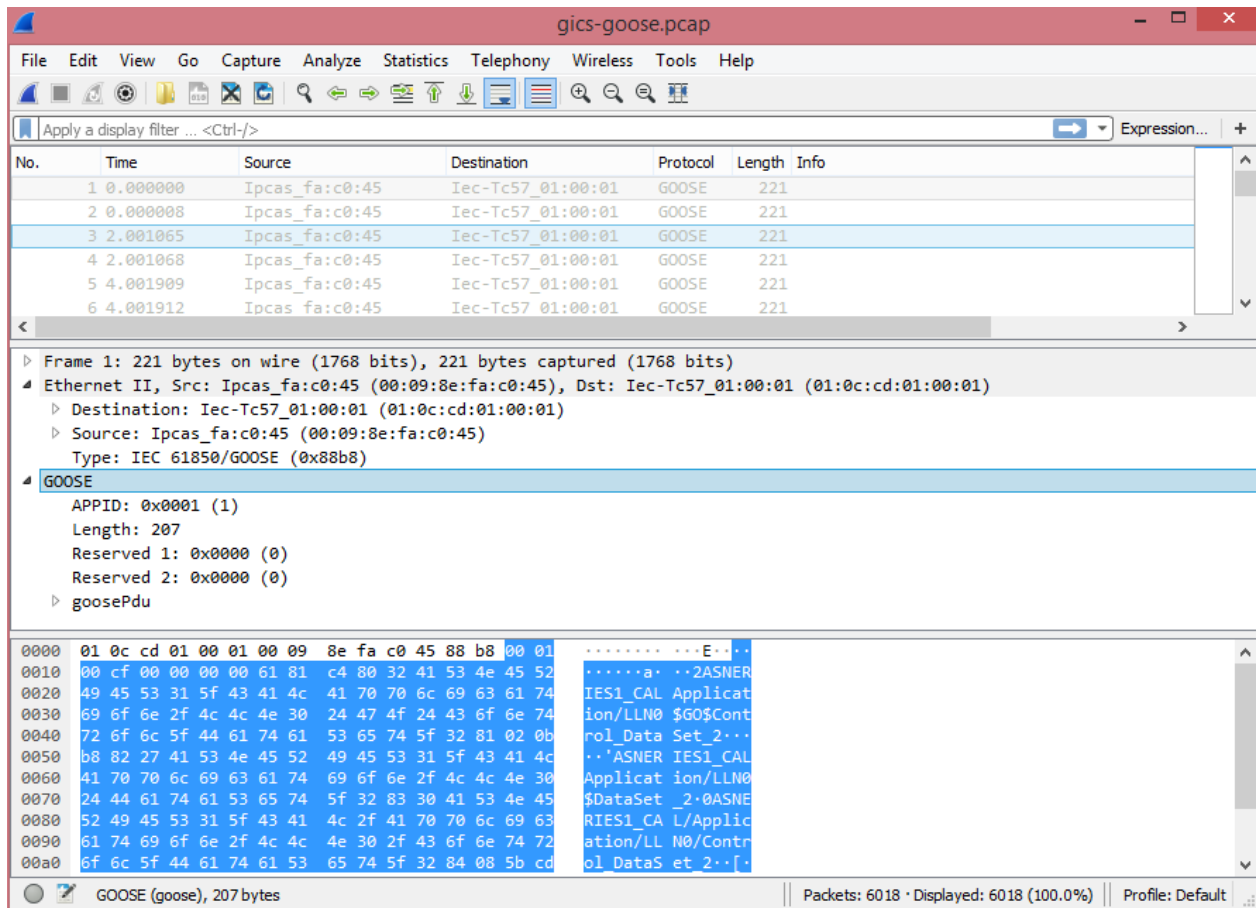 gics-goose.pcap
File Edit View Go Capture Analyze Statistics Telephony Wireless Tools Help
Apply a display filter ... <Ctrl-/> Expression... +
No. Time Source Destination Protocol Length Info
1 0.000000 Ipcas_fa:c0:45 Iec-Tc57_01:00:01 GOOSE 221
2 0.000008 Ipcas_fa:c0:45 Iec-Tc57_01:00:01 GOOSE 221
3 2.001065 Ipcas_fa:c0:45 Iec-Tc57_01:00:01 GOOSE 221
4 2.001068 Ipcas_fa:c0:45 Iec-Tc57_01:00:01 GOOSE 221
5 4.001909 Ipcas_fa:c0:45 Iec-Tc57_01:00:01 GOOSE 221
6 4.001912 Ipcas_fa:c0:45 Iec-Tc57_01:00:01 GOOSE 221
Frame 1: 221 bytes on wire (1768 bits), 221 bytes captured (1768 bits)
Ethernet II, Src: Ipcas_fa:c0:45 (00:09:8e:fa:c0:45), Dst: Iec-Tc57_01:00:01 (01:0c:cd:01:00:01)
Destination: Iec-Tc57_01:00:01 (01:0c:cd:01:00:01)
Source: Ipcas_fa:c0:45 (00:09:8e:fa:c0:45)
Type: IEC 61850/GOOSE (0x88b8)
GOOSE
APPID: 0x0001 (1)
Length: 207
Reserved 1: 0x0000 (0)
Reserved 2: 0x0000 (0)
goosePdu
0000 01 0c cd 01 00 01 00 09 8e fa c0 45 88 b8 00 01 ········ ···E····
0010 00 cf 00 00 00 00 61 81 c4 80 32 41 53 4e 45 52 ······a· ··2ASNER
0020 49 45 53 31 5f 43 41 4c 41 70 70 6c 69 63 61 74 IES1_CAL Applicat
0030 69 6f 6e 2f 4c 4c 4e 30 24 47 4f 24 43 6f 6e 74 ion/LLN0 $GO$Cont
0040 72 6f 6c 5f 44 61 74 61 53 65 74 5f 32 81 02 0b rol_Data Set_2···
0050 b8 82 27 41 53 4e 45 52 49 45 53 31 5f 43 41 4c ··'ASNER IES1_CAL
0060 41 70 70 6c 69 63 61 74 69 6f 6e 2f 4c 4c 4e 30 Applicat ion/LLN0
0070 24 44 61 74 61 53 65 74 5f 32 83 30 41 53 4e 45 $DataSet _2·0ASNE
0080 52 49 45 53 31 5f 43 41 4c 2f 41 70 70 6c 69 63 RIES1_CA L/Applic
0090 61 74 69 6f 6e 2f 4c 4c 4e 30 2f 43 6f 6e 74 72 ation/LL N0/Contr
00a0 6f 6c 5f 44 61 74 61 53 65 74 5f 32 84 08 5b cd ol_DataS et_2··[·
GOOSE (goose), 207 bytes Packets: 6018 · Displayed: 6018 (100.0%) Profile: Default